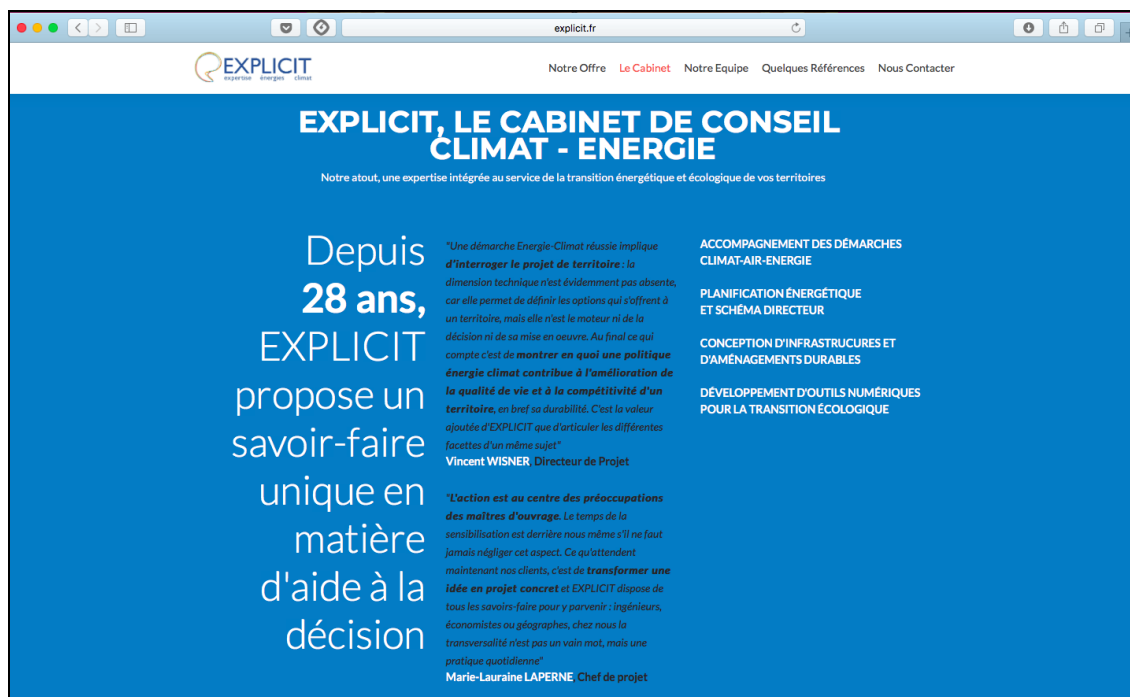 explicit.fr
EXPLICIT
expertise énergies climat
Notre Offre Le Cabinet Notre Equipe Quelques Références Nous Contacter
EXPLICIT, LE CABINET DE CONSEIL
CLIMAT - ENERGIE
Notre atout, une expertise intégrée au service de la transition énergétique et écologique de vos territoires
Depuis
28 ans,
EXPLICIT
propose un
savoir-faire
unique en
matière
d'aide à la
décision
"Une démarche Energie-Climat réussie implique
d'interroger le projet de territoire : la
dimension technique n'est évidemment pas absente,
car elle permet de définir les options qui s'offrent à
un territoire, mais elle n'est le moteur ni de la
décision ni de sa mise en oeuvre. Au final ce qui
compte c'est de montrer en quoi une politique
énergie climat contribue à l'amélioration de
la qualité de vie et à la compétitivité d'un
territoire, en bref sa durabilité. C'est la valeur
ajoutée d'EXPLICIT que d'articuler les différentes
facettes d'un même sujet"
Vincent WISNER, Directeur de Projet
"L'action est au centre des préoccupations
des maîtres d'ouvrage. Le temps de la
sensibilisation est derrière nous même s'il ne faut
jamais négliger cet aspect. Ce qu'attendent
maintenant nos clients, c'est de transformer une
idée en projet concret et EXPLICIT dispose de
tous les savoirs-faire pour y parvenir : ingénieurs,
économistes ou géographes, chez nous la
transversalité n'est pas un vain mot, mais une
pratique quotidienne"
Marie-Lauraine LAPERNE, Chef de projet
ACCOMPAGNEMENT DES DÉMARCHES
CLIMAT-AIR-ENERGIE
PLANIFICATION ÉNERGÉTIQUE
ET SCHÉMA DIRECTEUR
CONCEPTION D'INFRASTRUCURES ET
D'AMÉNAGEMENTS DURABLES
DÉVELOPPEMENT D'OUTILS NUMÉRIQUES
POUR LA TRANSITION ÉCOLOGIQUE